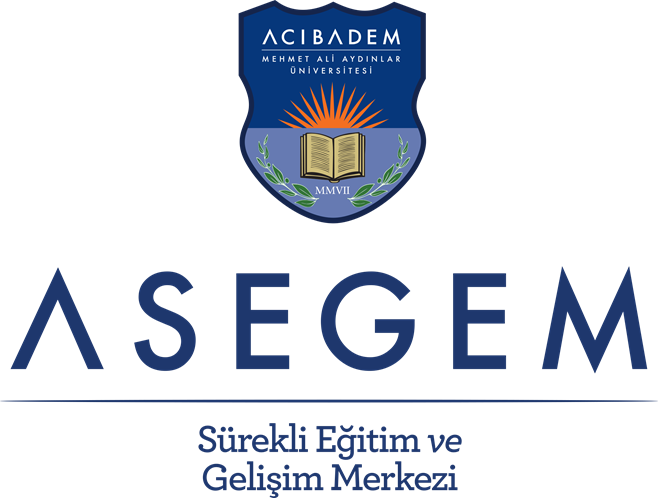 ACIBADEM
MEHMET ALİ AYDINLAR
ÜNİVERSİTESİ
MMVII
ASEGEM
Sürekli Eğitim ve
Gelişim Merkezi